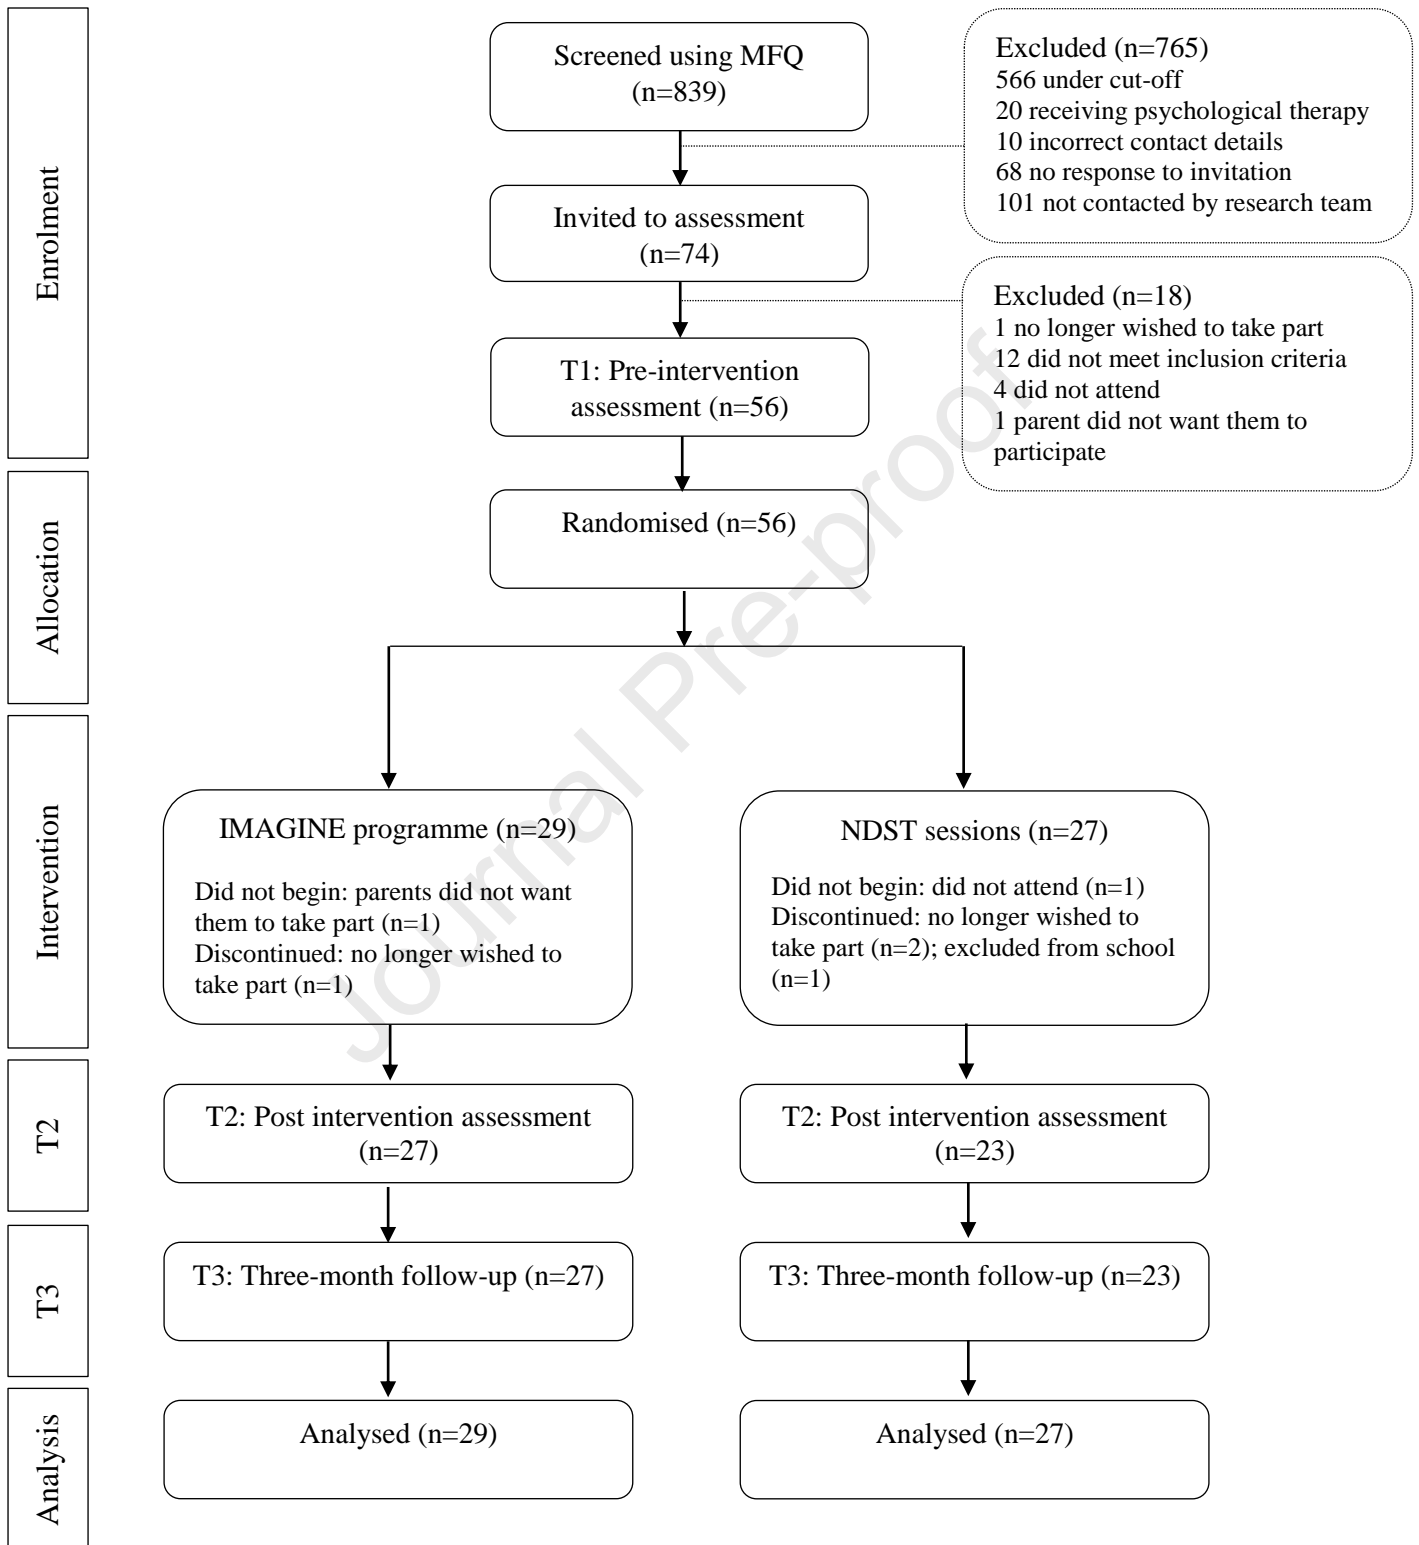 Enrolment
Screened using MFQ
(n=839)
Excluded (n=765)
566 under cut-off
20 receiving psychological therapy
10 incorrect contact details
68 no response to invitation
101 not contacted by research team
Invited to assessment
(n=74)
Excluded (n=18)
1 no longer wished to take part
12 did not meet inclusion criteria
4 did not attend
1 parent did not want them to
participate
T1: Pre-intervention
assessment (n=56)
Allocation
Randomised (n=56)
Journal Pre-proof
Intervention
IMAGINE programme (n=29)
Did not begin: parents did not want
them to take part (n=1)
Discontinued: no longer wished to
take part (n=1)
NDST sessions (n=27)
Did not begin: did not attend (n=1)
Discontinued: no longer wished to
take part (n=2); excluded from school
(n=1)
T2
T2: Post intervention assessment
(n=27)
T2: Post intervention assessment
(n=23)
T3
T3: Three-month follow-up (n=27)
T3: Three-month follow-up (n=23)
Analysis
Analysed (n=29)
Analysed (n=27)